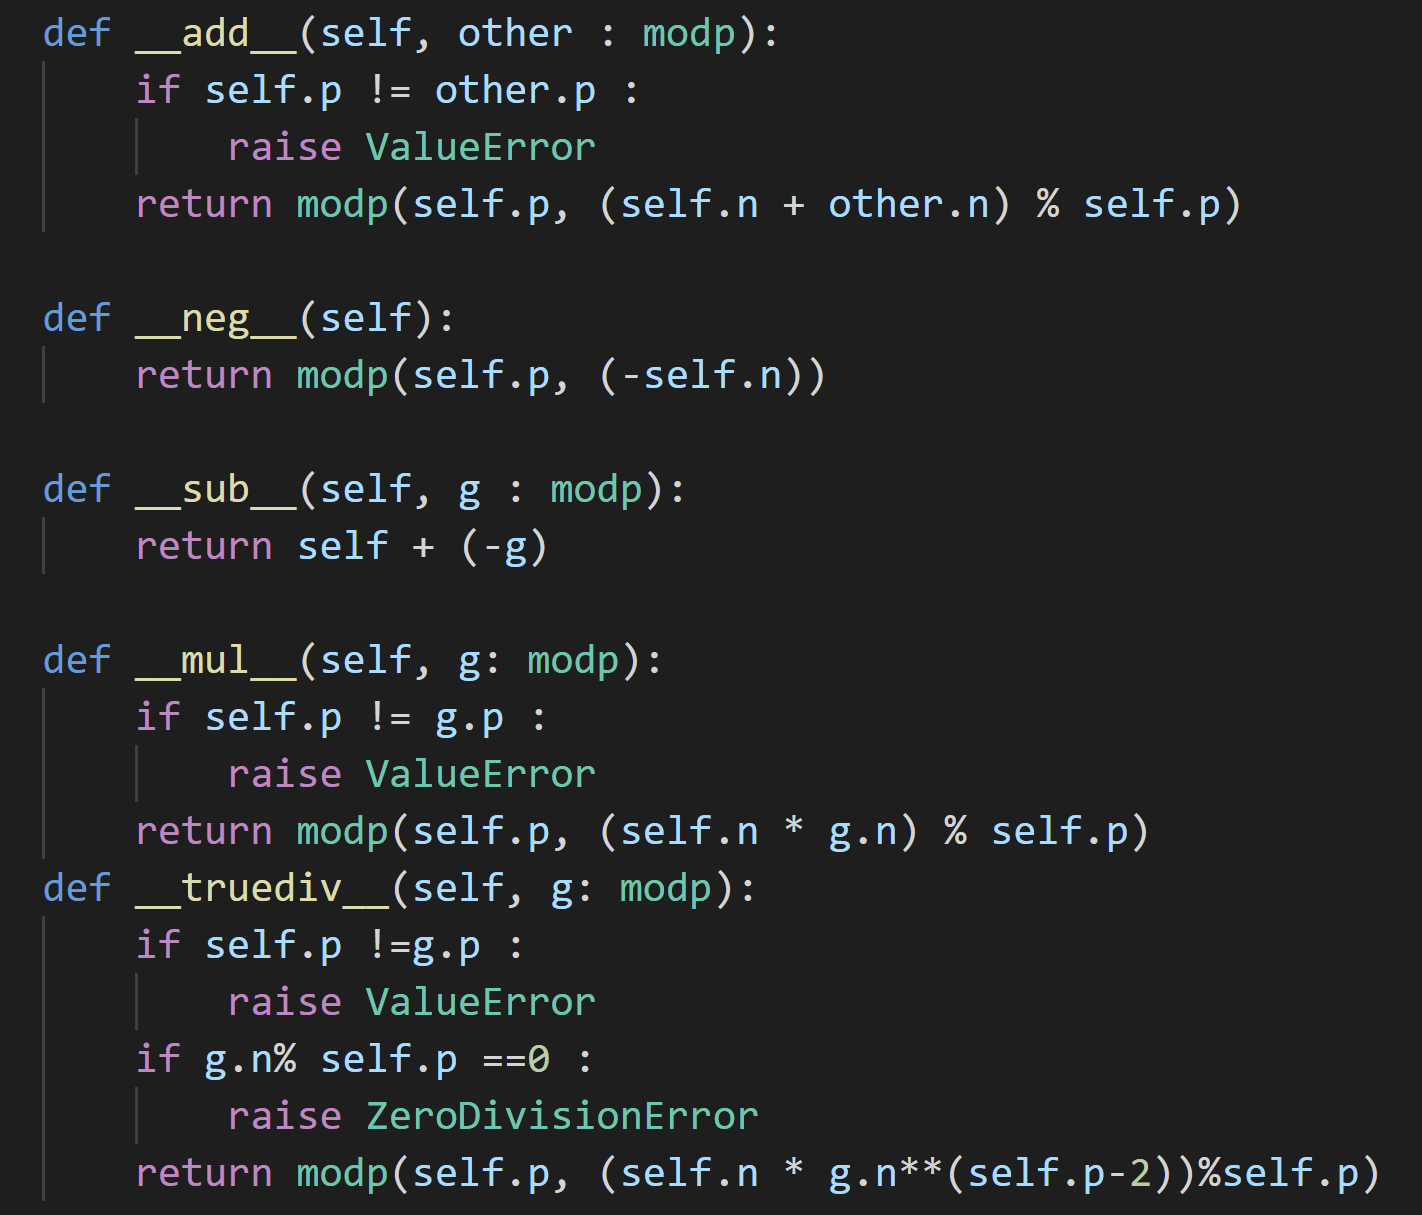 def __add__(self, other : modp):
    if self.p != other.p :
        raise ValueError
    return modp(self.p, (self.n + other.n) % self.p)

def __neg__(self):
    return modp(self.p, (-self.n))

def __sub__(self, g : modp):
    return self + (-g)

def __mul__(self, g: modp):
    if self.p != g.p :
        raise ValueError
    return modp(self.p, (self.n * g.n) % self.p)
def __truediv__(self, g: modp):
    if self.p !=g.p :
        raise ValueError
    if g.n% self.p ==0 :
        raise ZeroDivisionError
    return modp(self.p, (self.n * g.n**(self.p-2))%self.p)